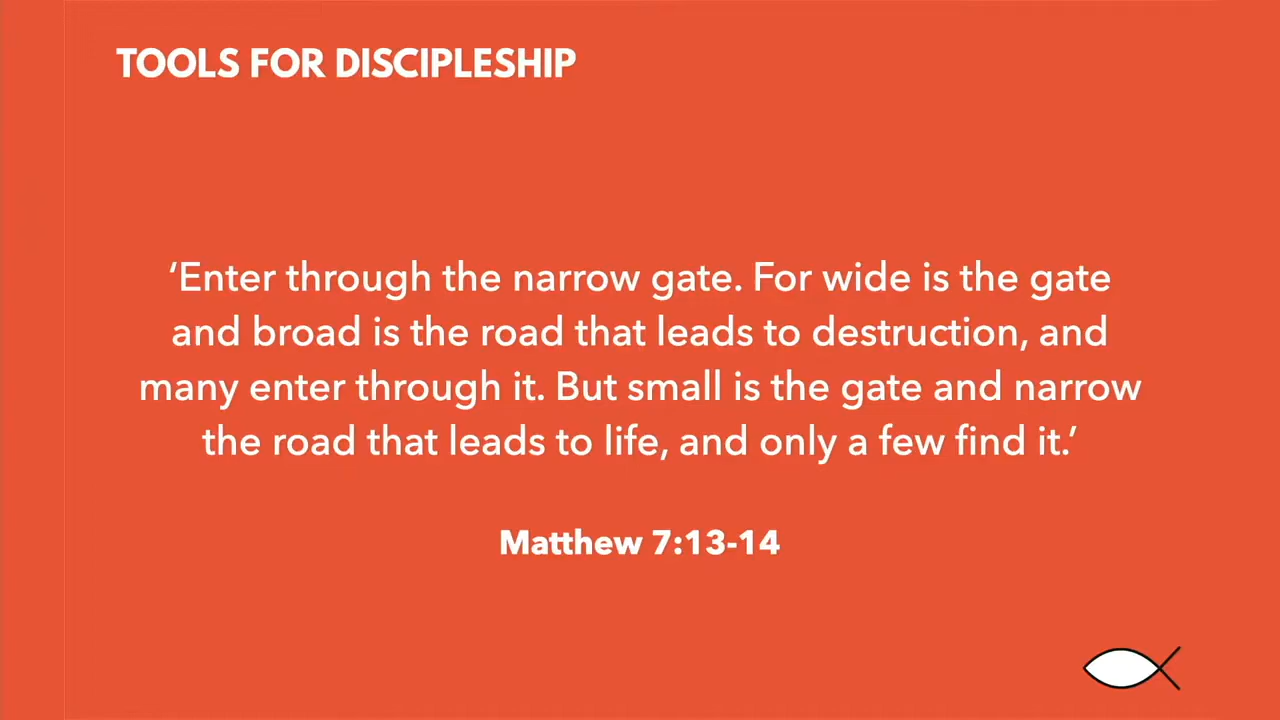 TOOLS FOR DISCIPLESHIP
‘Enter through the narrow gate. For wide is the gate
and broad is the road that leads to destruction, and
many enter through it. But small is the gate and narrow
the road that leads to life, and only a few find it.’
Matthew 7:13-14